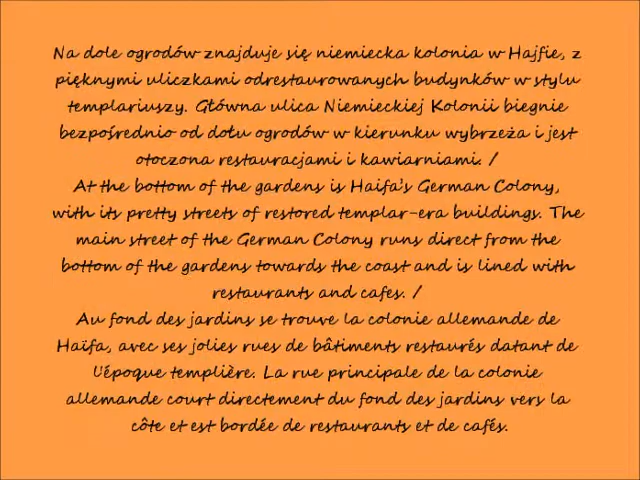 Na dole ogrodów znajduje się niemiecka kolonia w Hajfie, z
pięknymi uliczkami odrestaurowanych budynków w stylu
templariuszy. Główna ulica Niemieckiej Kolonii biegnie
bezpośrednio od dołu ogrodów w kierunku wybrzeża i jest
otoczona restauracjami i kawiarniami. /
At the bottom of the gardens is Haifa's German Colony,
with its pretty streets of restored templar-era buildings. The
main street of the German Colony runs direct from the
bottom of the gardens towards the coast and is lined with
restaurants and cafes. /
Au fond des jardins se trouve la colonie allemande de
Haïfa, avec ses jolies rues de bâtiments restaurés datant de
l'époque templière. La rue principale de la colonie
allemande court directement du fond des jardins vers la
côte et est bordée de restaurants et de cafés.